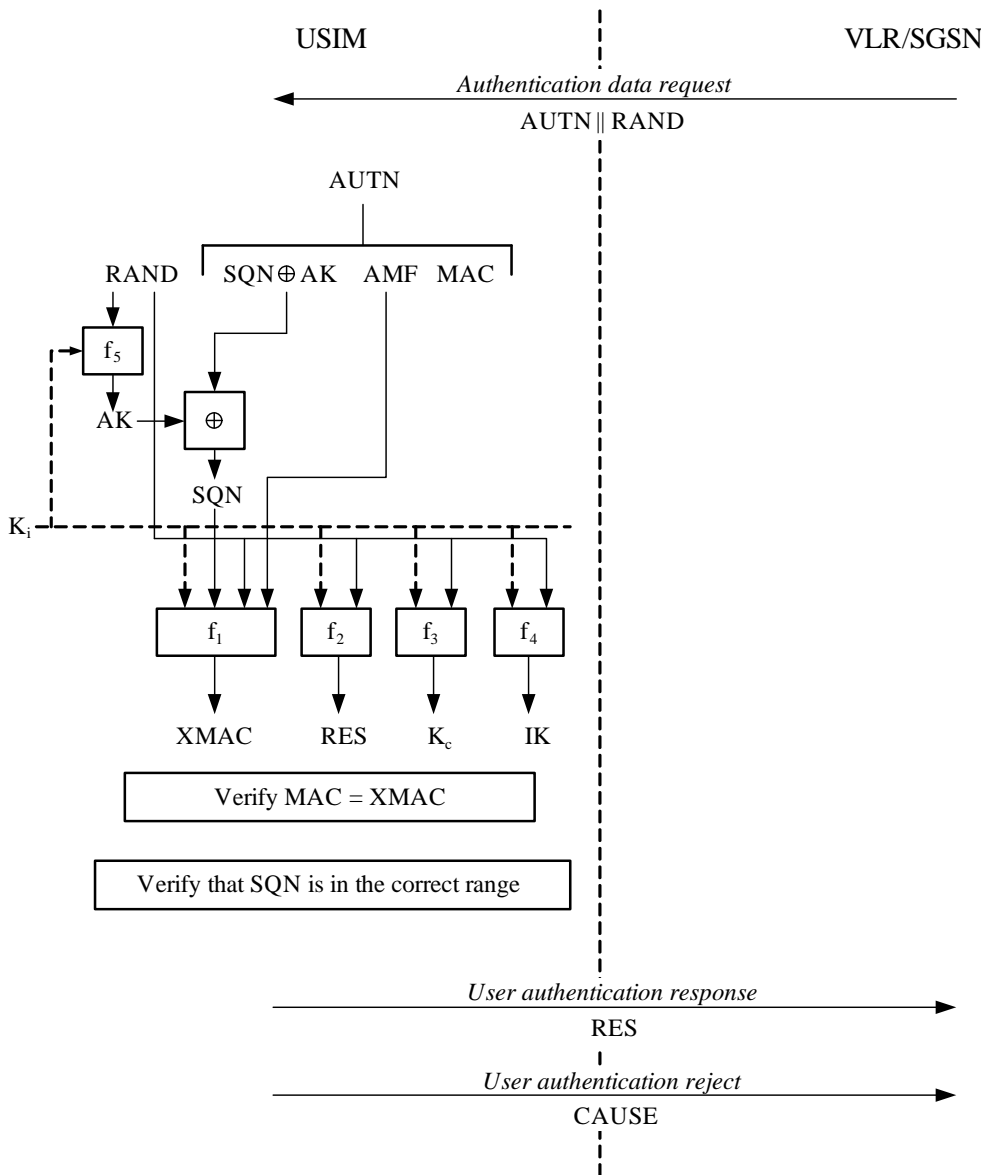 USIM VLR/SGSN
Authentication data request
AUTN || RAND
AUTN
RAND SQN ⊕ AK AMF MAC
f5
AK ⊕
SQN
Ki
f1 f2 f3 f4
XMAC RES Kc IK
Verify MAC = XMAC
Verify that SQN is in the correct range
User authentication response
RES
User authentication reject
CAUSE